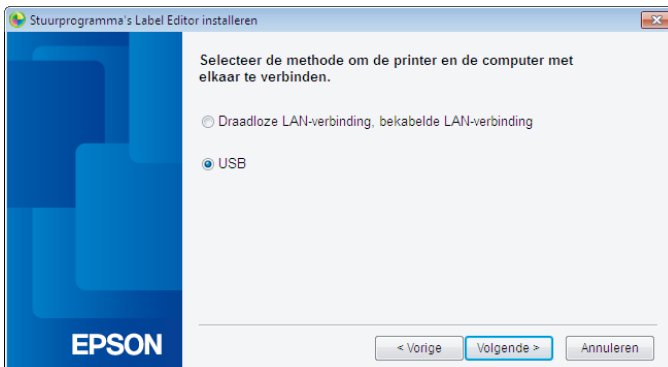 Stuurprogramma's Label Editor installeren
Selecteer de methode om de printer en de computer met
elkaar te verbinden.
Draadloze LAN-verbinding, bekabelde LAN-verbinding
USB
EPSON
< Vorige
Volgende >
Annuleren